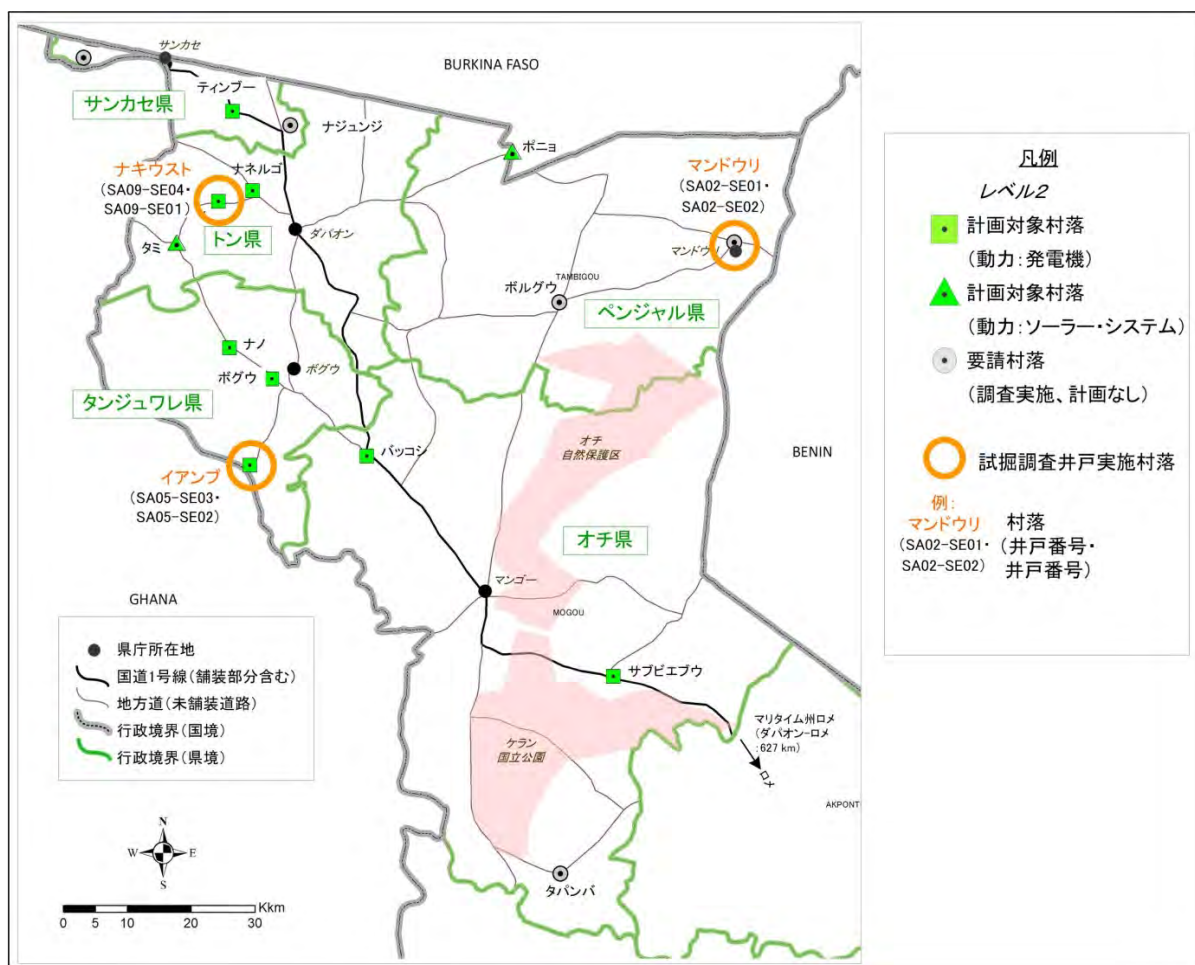 サンカセ
BURKINA FASO
ティンブー
サンカセ県
ナジュンジ
ポニョ
ナキウスト
(SA09-SE04・
SA09-SE01)
ナネルゴ
マンドウリ
(SA02-SE01・
SA02-SE02)
トン県
ダパオン
タミ
マンドウリ
TAMBIGOU
ボルグウ
ペンジャル県
ナノ
ボグウ
ボグウ
タンジュワレ県
オチ
自然保護区
バッコシ
BENIN
イアンブ
(SA05-SE03・
SA05-SE02)
オチ県
マンゴー
GHANA
MOGOU
サブビエブウ
マリタイム州ロメ
(ダパオン-ロメ
:627 km)
ロメ
ケラン
国立公園
AKPONT
タパンバ
県庁所在地
国道1号線(舗装部分含む)
地方道(未舗装道路)
行政境界(国境)
行政境界(県境)
N
W E
S
Kkm
0 5 10 20 30
凡例
レベル2
計画対象村落
(動力:発電機)
計画対象村落
(動力:ソーラー・システム)
要請村落
(調査実施、計画なし)
試掘調査井戸実施村落
例:
マンドウリ 村落
(SA02-SE01・ (井戸番号・
SA02-SE02) 井戸番号)